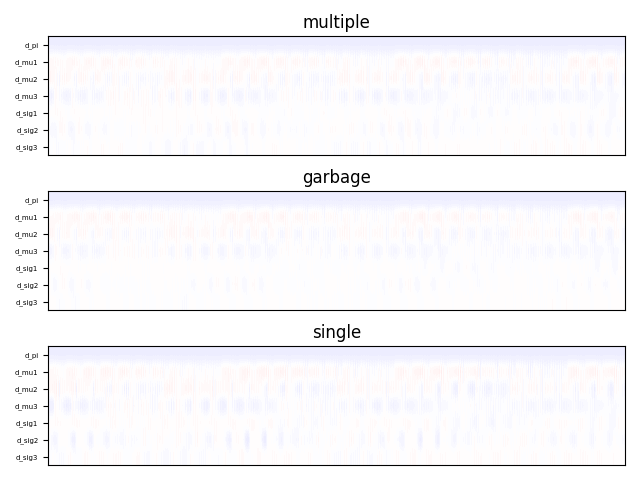 multiple
d_pi
d_mu1
d_mu2
d_mu3
d_sig1
d_sig2
d_sig3
garbage
d_pi
d_mu1
d_mu2
d_mu3
d_sig1
d_sig2
d_sig3
single
d_pi
d_mu1
d_mu2
d_mu3
d_sig1
d_sig2
d_sig3